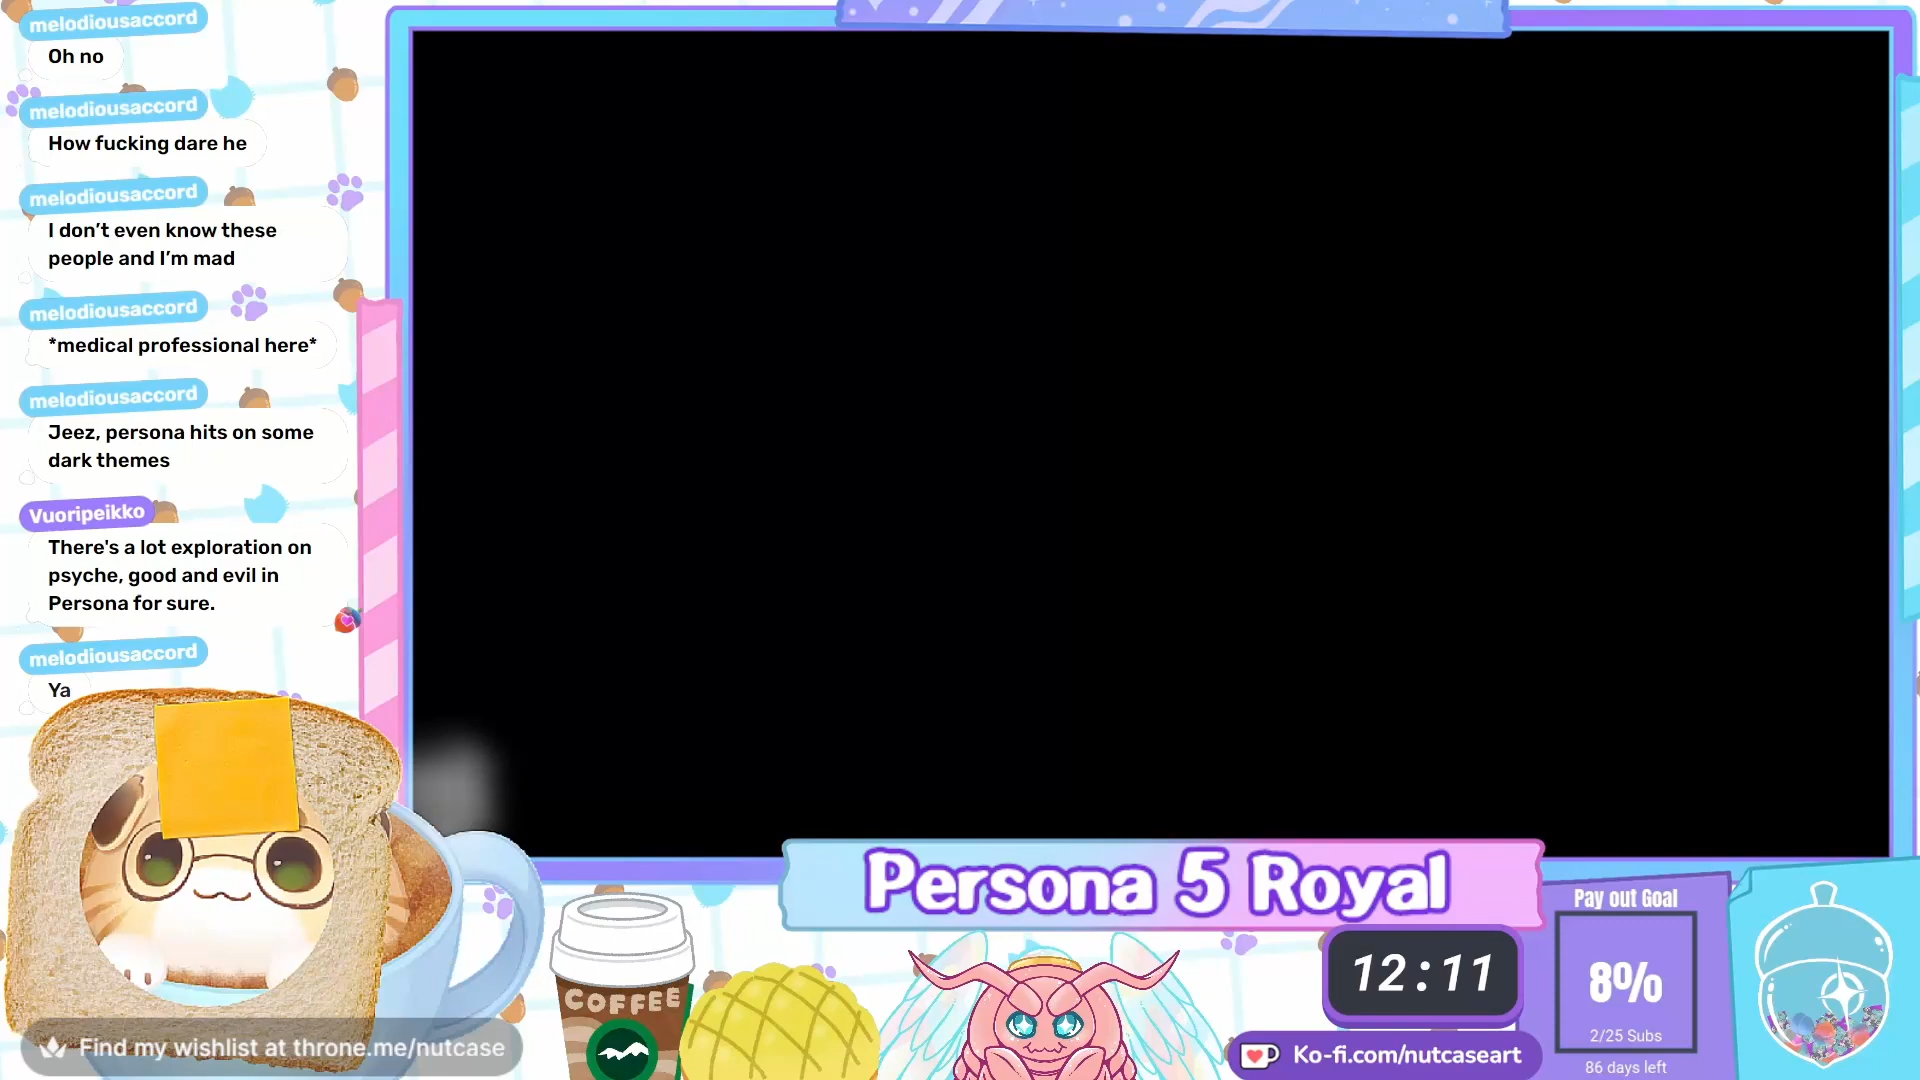 melodiousaccord
Oh no
melodiousaccord
How fucking dare he
melodiousaccord
I don’t even know these
people and I’m mad
melodiousaccord
*medical professional here*
melodiousaccord
Jeez, persona hits on some
dark themes
Vuoripeikko
There's a lot exploration on
psyche, good and evil in
Persona for sure.
melodiousaccord
Ya
Find my wishlist at throne.me/nutcase
COFFEE
Persona 5 Royal
12:11
Ko-fi.com/nutcaseart
Pay out Goal
8%
2/25 Subs
86 days left